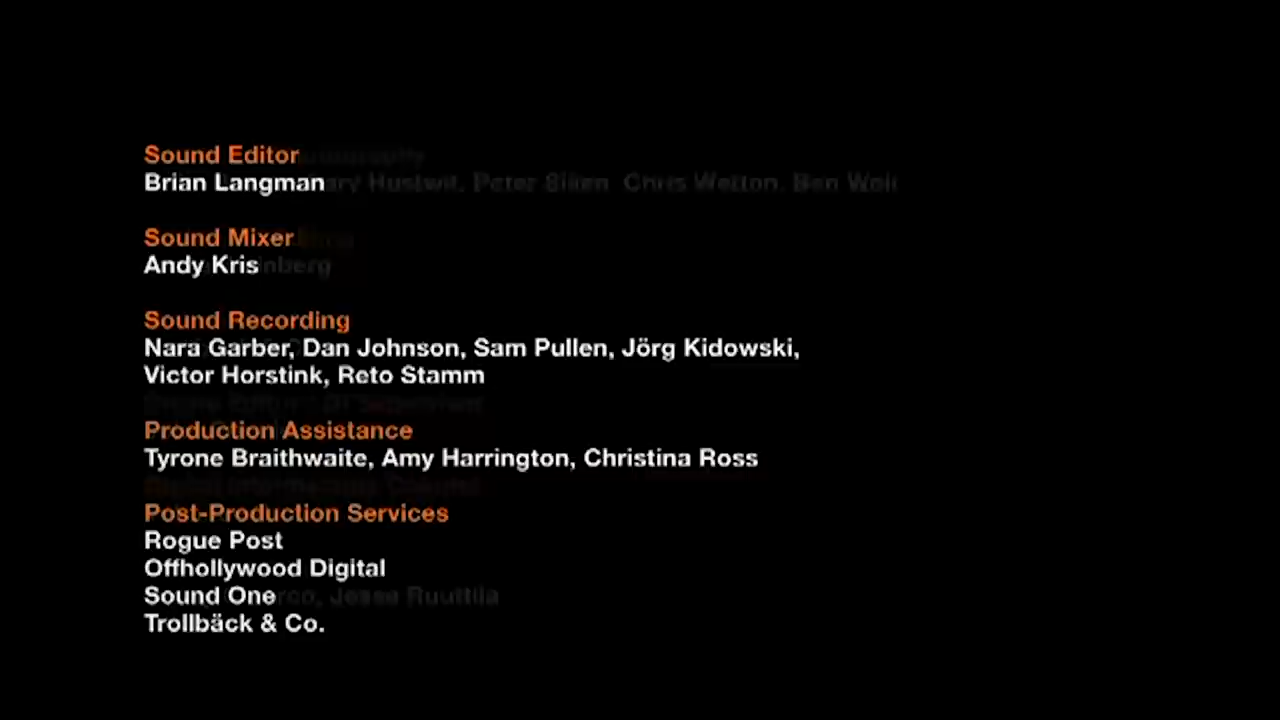 Sound Editor
Brian Langman
Sound Mixer
Andy Kris
Sound Recording
Nara Garber, Dan Johnson, Sam Pullen, Jörg Kidowski,
Victor Horstink, Reto Stamm
Production Assistance
Tyrone Braithwaite, Amy Harrington, Christina Ross
Post-Production Services
Rogue Post
Offhollywood Digital
Sound One
Trollbäck & Co.